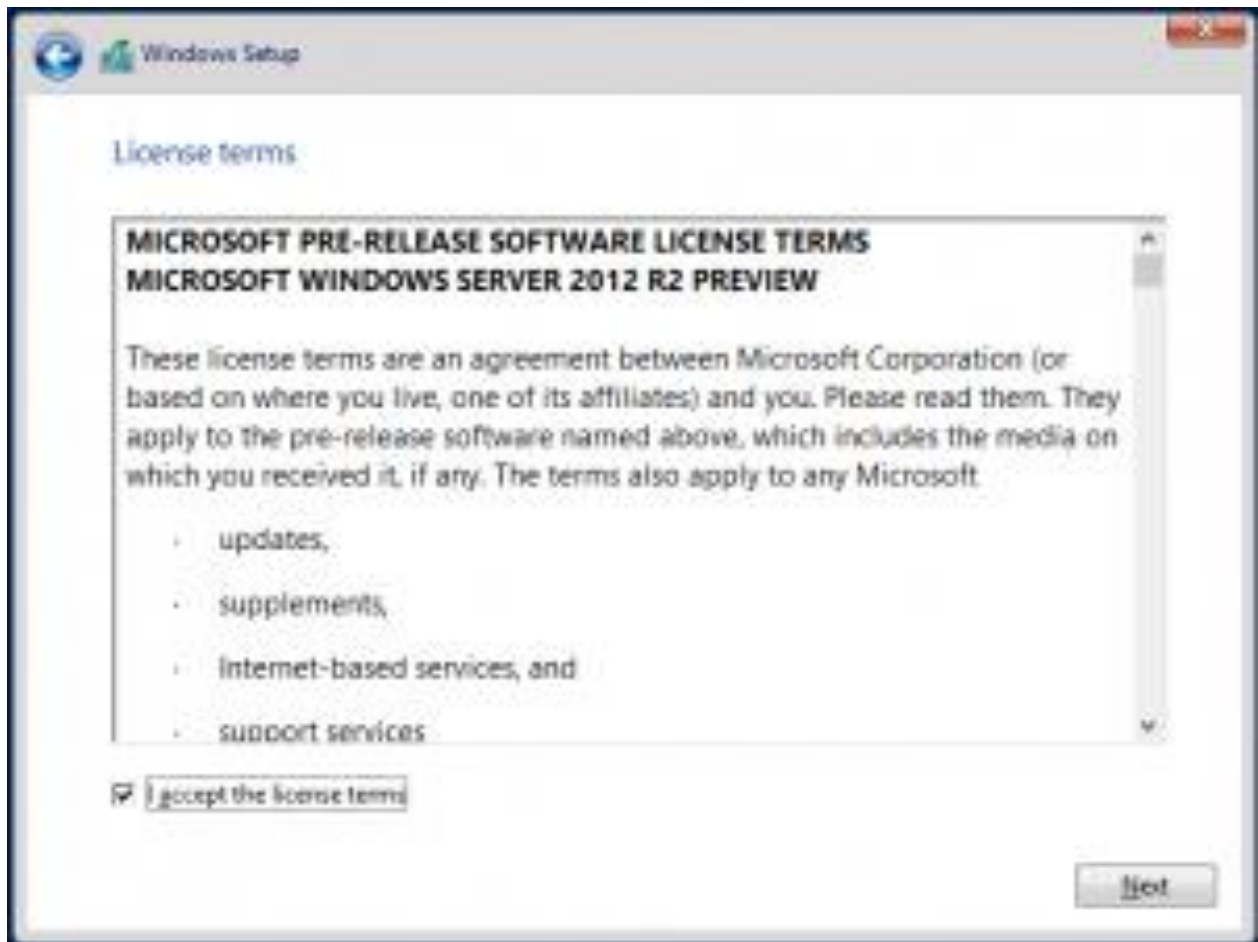 Windows Setup
License terms
MICROSOFT PRE-RELEASE SOFTWARE LICENSE TERMS
MICROSOFT WINDOWS SERVER 2012 R2 PREVIEW
These license terms are an agreement between Microsoft Corporation (or
based on where you live, one of its affiliates) and you. Please read them. They
apply to the pre-release software named above, which includes the media on
which you received it, if any. The terms also apply to any Microsoft
· updates,
· supplements,
· Internet-based services, and
· support services
I accept the license terms
Next